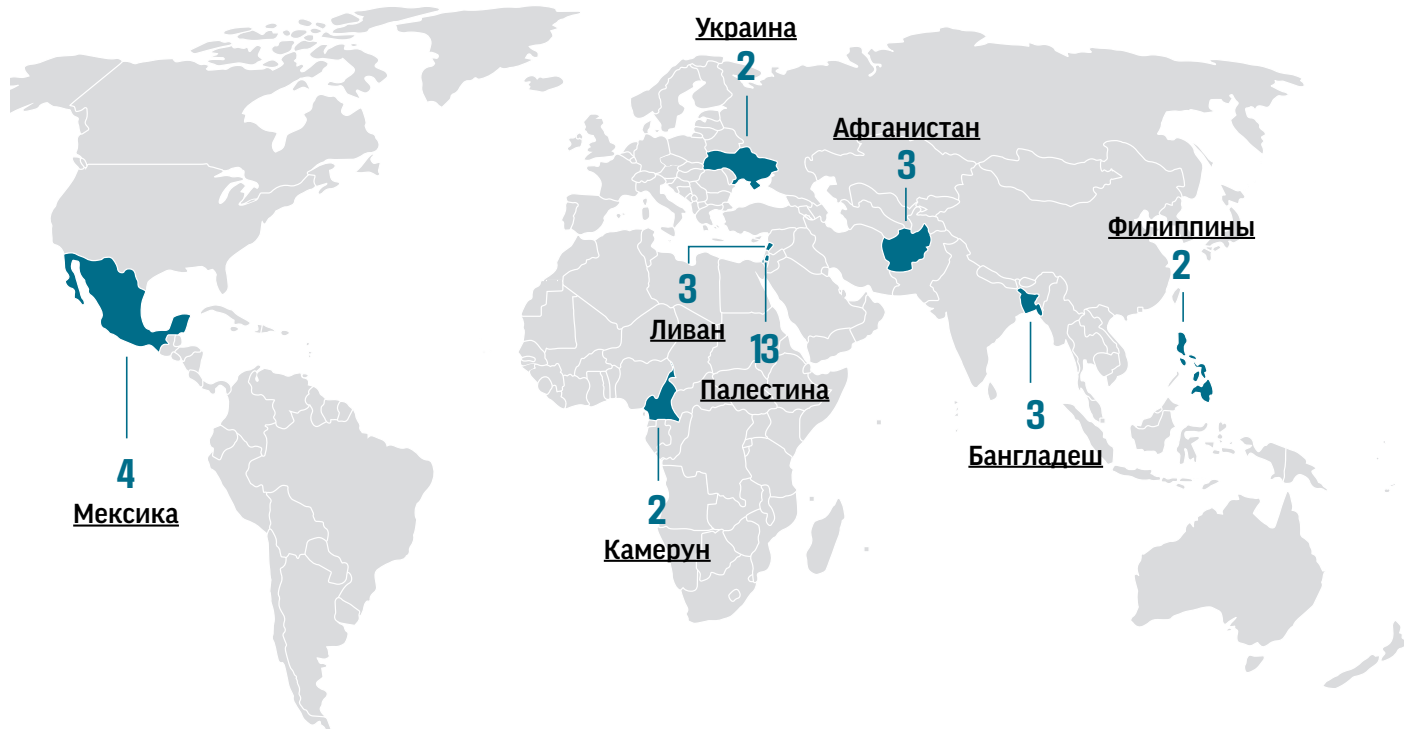 Украина
2
Афганистан
3
Филиппины
2
3
Ливан
13
Палестина
3
Бангладеш
4
Мексика
2
Камерун